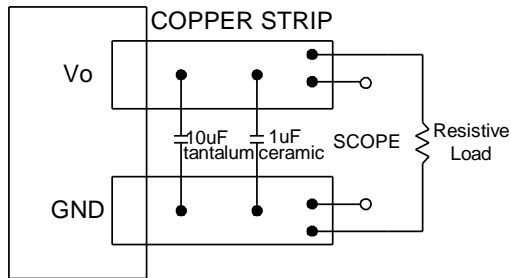 COPPER STRIP
Vo
10uF
tantalum
1uF
ceramic
SCOPE
Resistive
Load
GND